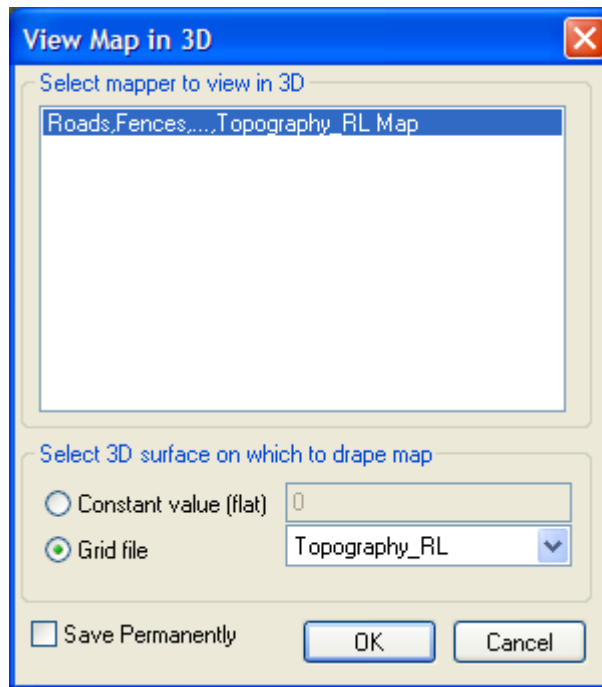 View Map in 3D
Select mapper to view in 3D
Roads,Fences,...,Topography_RL Map
Select 3D surface on which to drape map
Constant value (flat) 0
Grid file Topography_RL
Save Permanently OK Cancel